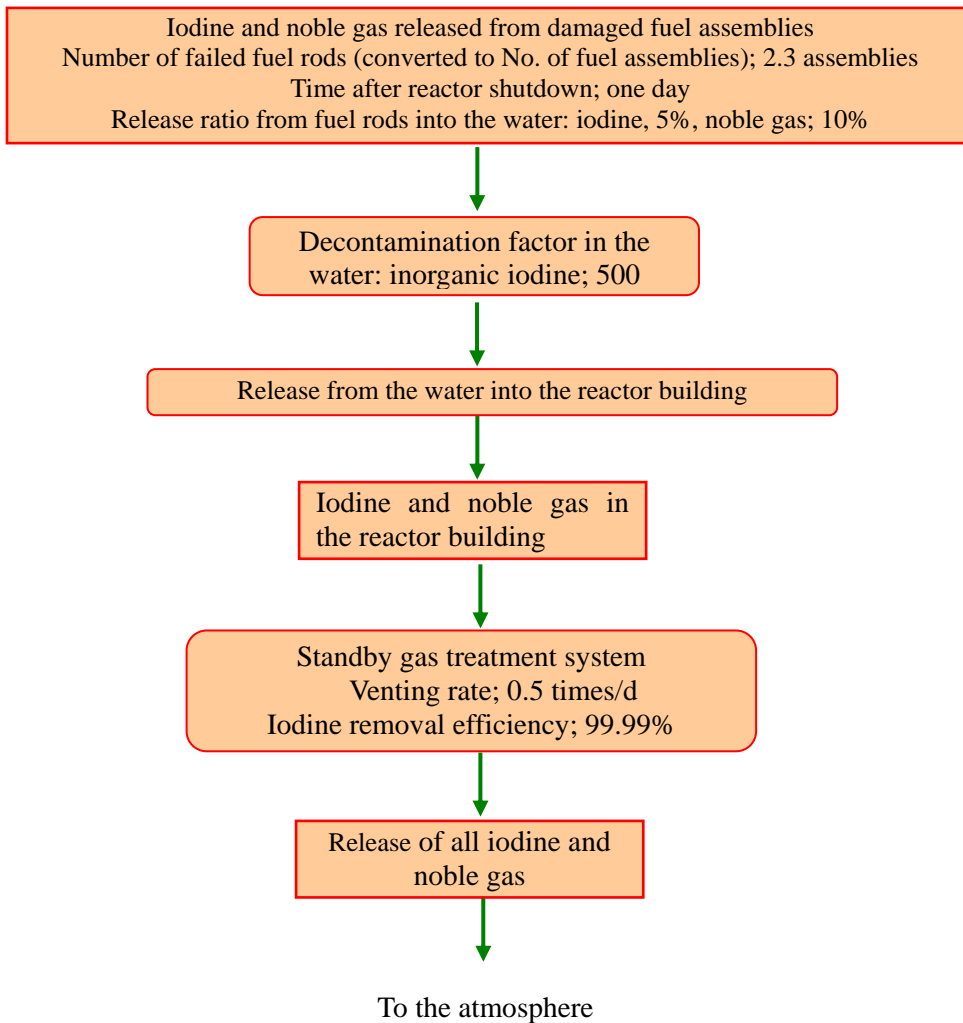 Iodine and noble gas released from damaged fuel assemblies
Number of failed fuel rods (converted to No. of fuel assemblies); 2.3 assemblies
Time after reactor shutdown; one day
Release ratio from fuel rods into the water: iodine, 5%, noble gas; 10%
Decontamination factor in the
water: inorganic iodine; 500
Release from the water into the reactor building
Iodine and noble gas in
the reactor building
Standby gas treatment system
Venting rate; 0.5 times/d
Iodine removal efficiency; 99.99%
Release of all iodine and
noble gas
To the atmosphere